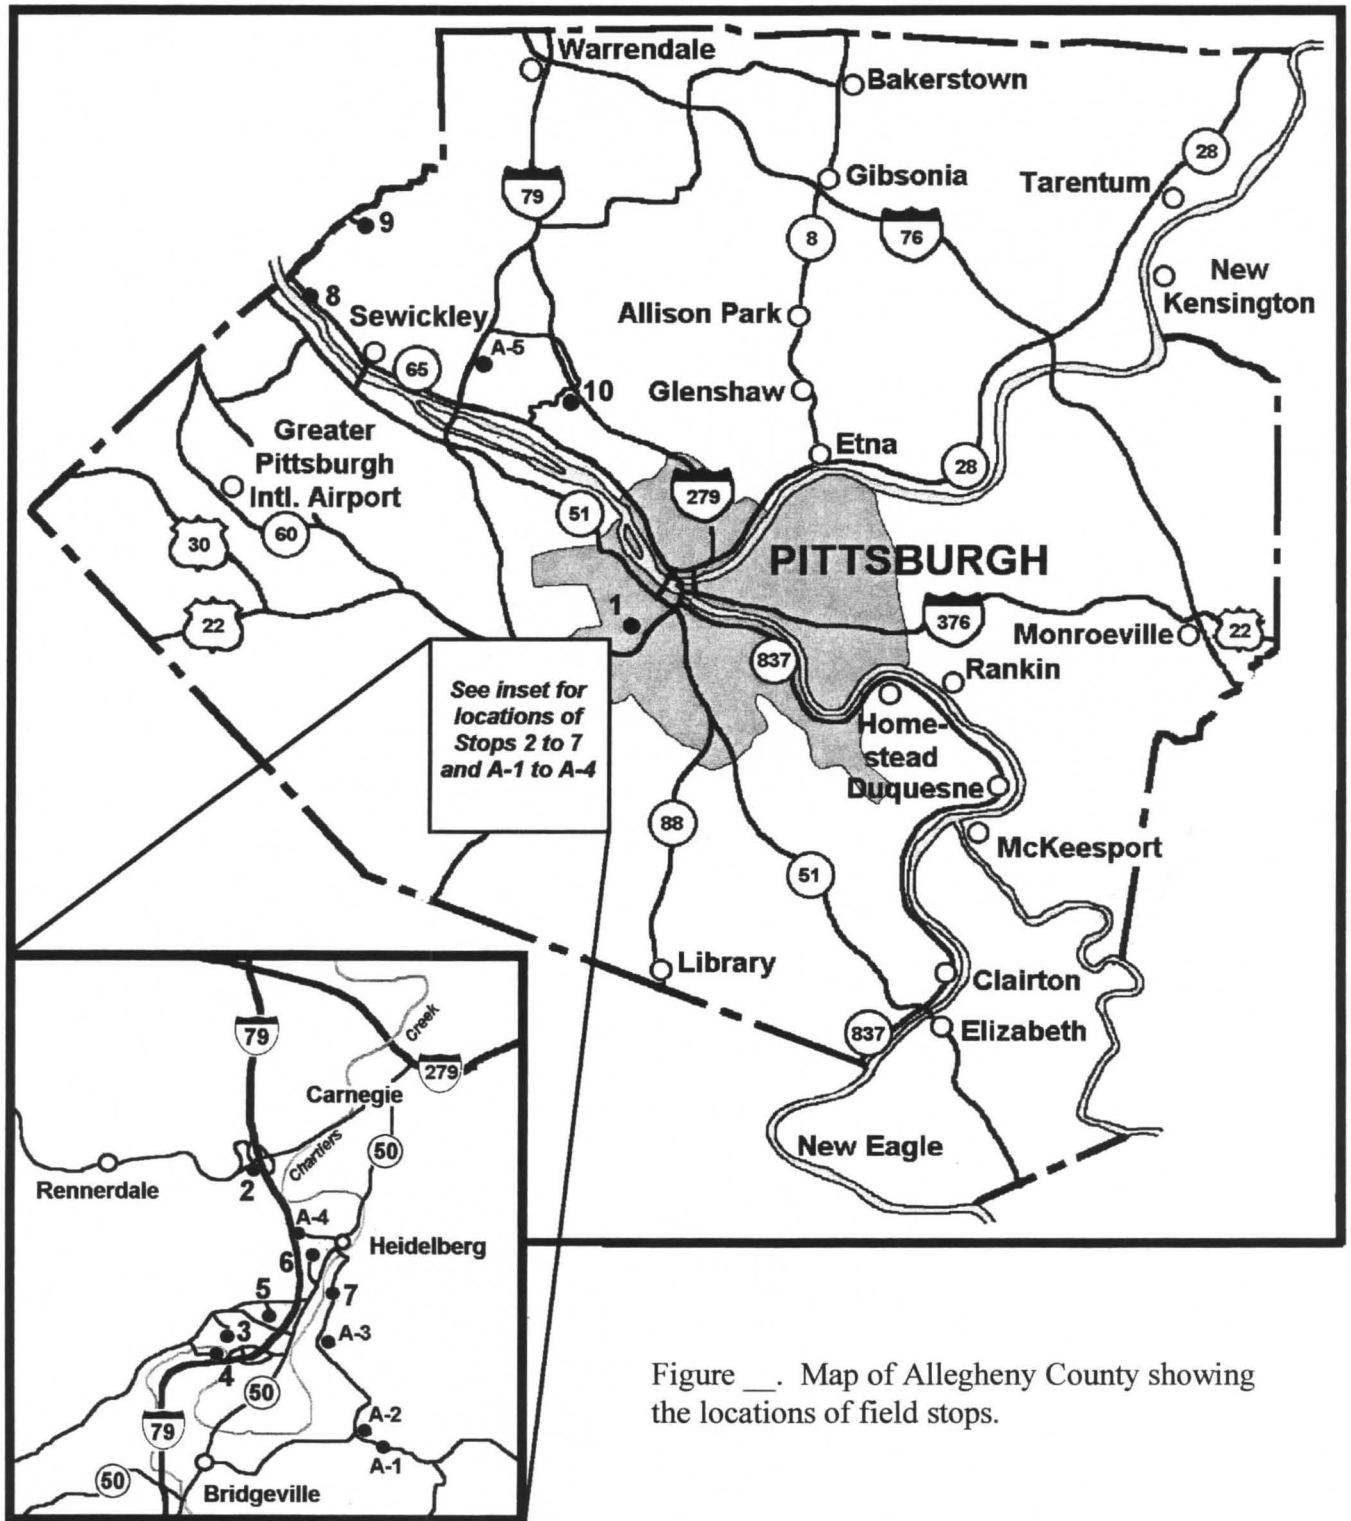 Warrendale
Bakerstown
28
79
Gibsonia
Tarentum
9
8
76
New
Kensington
8
Sewickley
Allison Park
A-5
65
10
Glenshaw
Greater
Pittsburgh
Intl. Airport
Etna
28
279
51
60
30
PITTSBURGH
22
1
376
Monroeville
22
837
Rankin
See inset for
locations of
Stops 2 to 7
and A-1 to A-4
Home-
stead
Duquesne
88
McKeesport
51
Library
Clairton
837
Elizabeth
New Eagle
79
Creek
279
Carnegie
Chartiers
50
Rennerdale
2
A-4
6
Heidelberg
5
7
3
A-3
4
50
79
A-2
A-1
50
Bridgeville
Figure __. Map of Allegheny County showing
the locations of field stops.